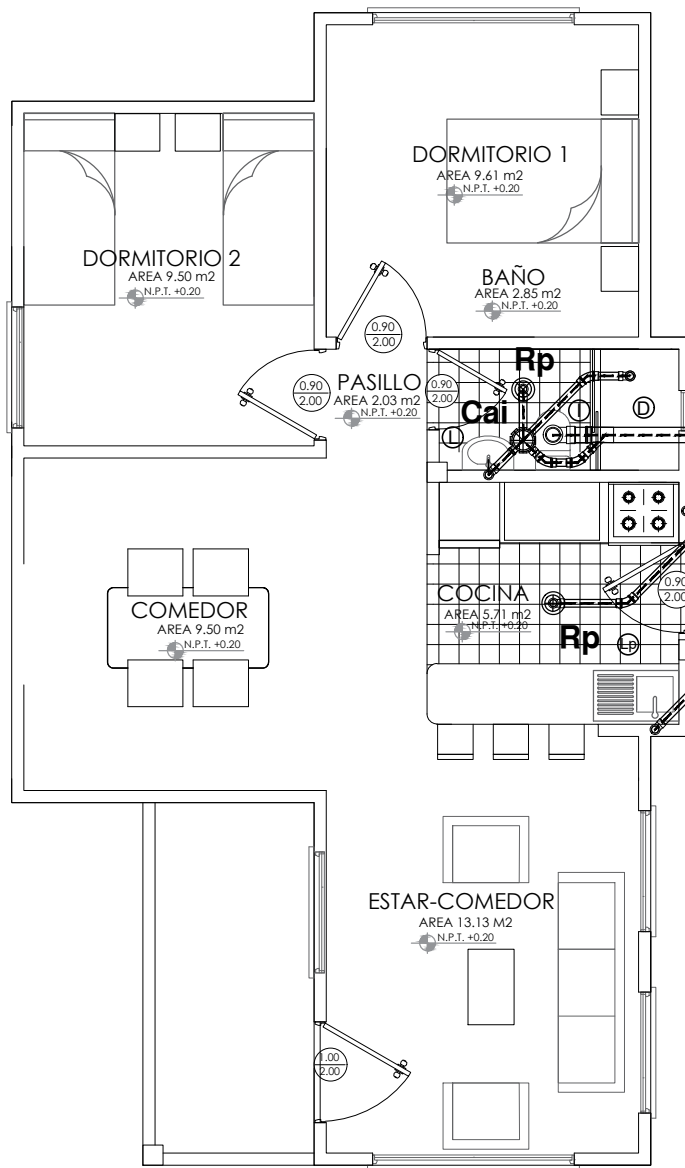 DORMITORIO 1
AREA 9.61 m2
N.P.T. +0.20
DORMITORIO 2
AREA 9.50 m2
N.P.T. +0.20
BAÑO
AREA 2.85 m2
N.P.T. +0.20
0.90
2.00
Rp
0.90
2.00
PASILLO
AREA 2.03 m2
N.P.T. +0.20
0.90
2.00
Cai
I
D
L
COCINA
AREA 5.71 m2
N.P.T. +0.20
0.90
2.00
Rp
Lp
COMEDOR
AREA 9.50 m2
N.P.T. +0.20
ESTAR-COMEDOR
AREA 13.13 M2
N.P.T. +0.20
1.00
2.00